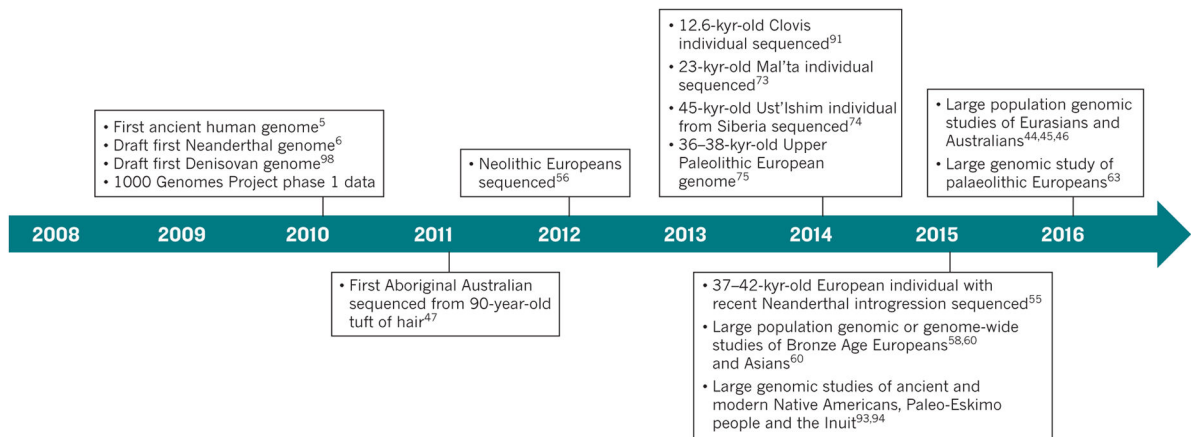 • First ancient human genome⁵
• Draft first Neanderthal genome⁶
• Draft first Denisovan genome⁹⁸
• 1000 Genomes Project phase 1 data
• Neolithic Europeans
sequenced⁵⁶
• 12.6-kyr-old Clovis
individual sequenced⁹¹
• 23-kyr-old Mal’ta individual
sequenced⁷³
• 45-kyr-old Ust’Ishim individual
from Siberia sequenced⁷⁴
• 36–38-kyr-old Upper
Paleolithic European
genome⁷⁵
• Large population genomic
studies of Eurasians and
Australians⁴⁴,⁴⁵,⁴⁶
• Large genomic study of
palaeolithic Europeans⁶³
2008 2009 2010 2011 2012 2013 2014 2015 2016
• First Aboriginal Australian
sequenced from 90-year-old
tuft of hair⁴⁷
• 37–42-kyr-old European individual with
recent Neanderthal introgression sequenced⁵⁵
• Large population genomic or genome-wide
studies of Bronze Age Europeans⁵⁸,⁶⁰
and Asians⁶⁰
• Large genomic studies of ancient and
modern Native Americans, Paleo-Eskimo
people and the Inuit⁹³,⁹⁴